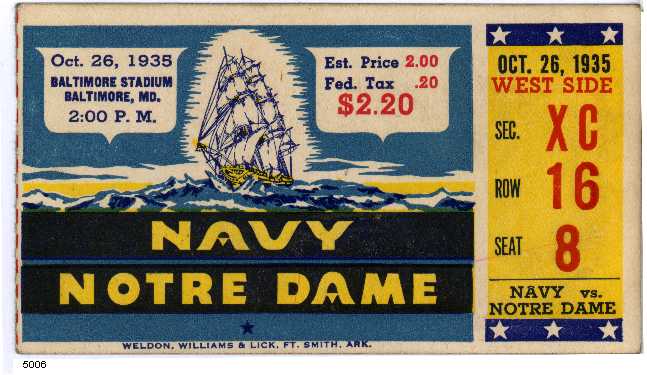 Oct. 26, 1935
BALTIMORE STADIUM
BALTIMORE, MD.
2:00 P. M.
Est. Price 2.00
Fed. Tax .20
$2.20
NAVY
NOTRE DAME
WELDON, WILLIAMS & LICK, FT. SMITH, ARK.
OCT. 26, 1935
WEST SIDE
SEC. XC
ROW 16
SEAT 8
NAVY vs.
NOTRE DAME
5006